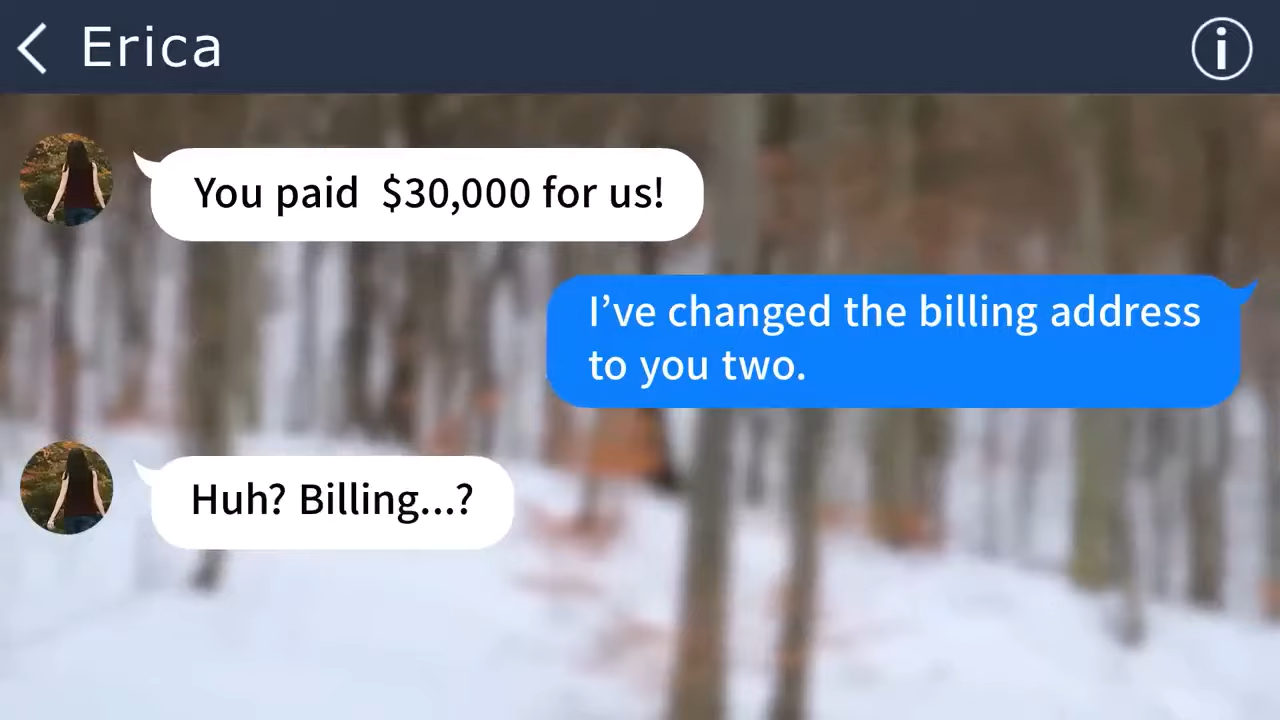 Erica
You paid  $30,000 for us!
I’ve changed the billing address
to you two.
Huh? Billing...?